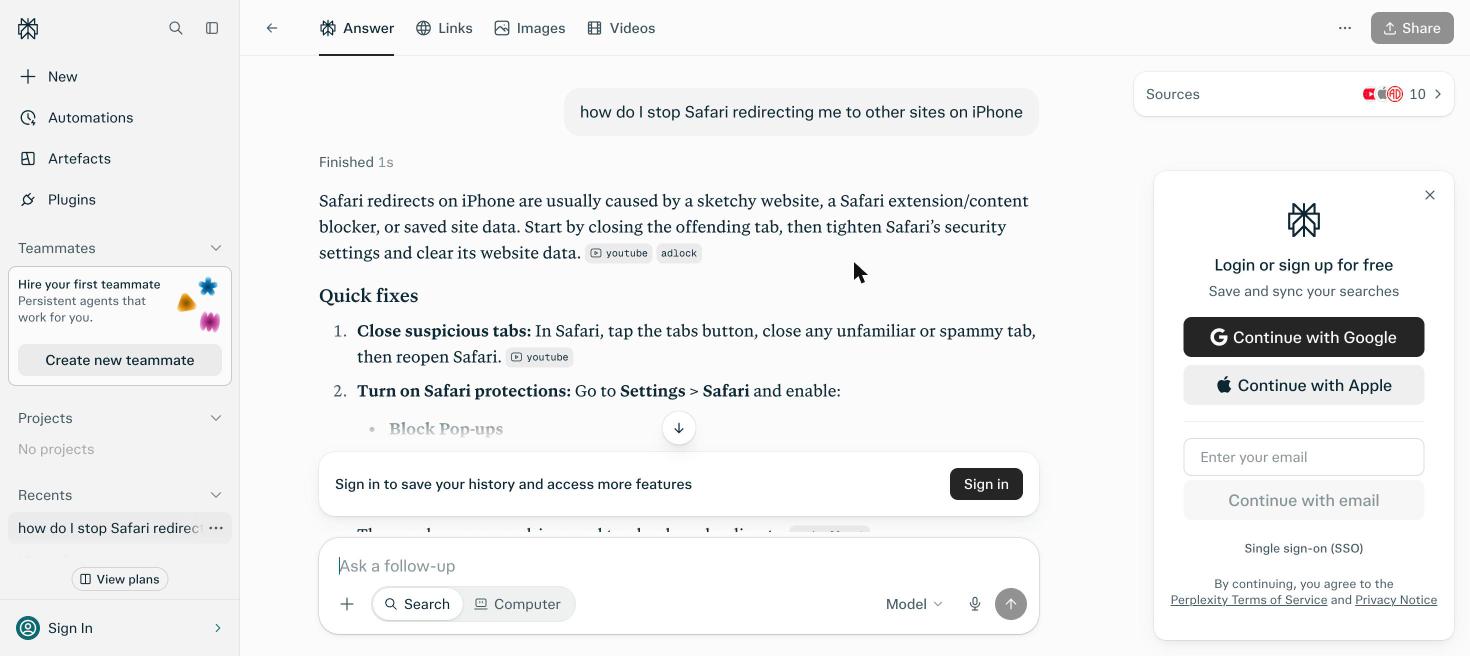 Answer
Links
Images
Videos
Share
New
Automations
Artefacts
Plugins
Teammates
Hire your first teammate
Persistent agents that
work for you.
Create new teammate
Projects
No projects
Recents
how do I stop Safari redirect
View plans
Sign In
how do I stop Safari redirecting me to other sites on iPhone
Finished 1s
Safari redirects on iPhone are usually caused by a sketchy website, a Safari extension/content
blocker, or saved site data. Start by closing the offending tab, then tighten Safari’s security
settings and clear its website data. youtube adlock
Quick fixes
1. Close suspicious tabs: In Safari, tap the tabs button, close any unfamiliar or spammy tab,
then reopen Safari. youtube
2. Turn on Safari protections: Go to Settings > Safari and enable:
• Block Pop-ups
Sign in to save your history and access more features
Sign in
Ask a follow-up
Search
Computer
Model
Sources
10
Login or sign up for free
Save and sync your searches
Continue with Google
Continue with Apple
Enter your email
Continue with email
Single sign-on (SSO)
By continuing, you agree to the
Perplexity Terms of Service and Privacy Notice